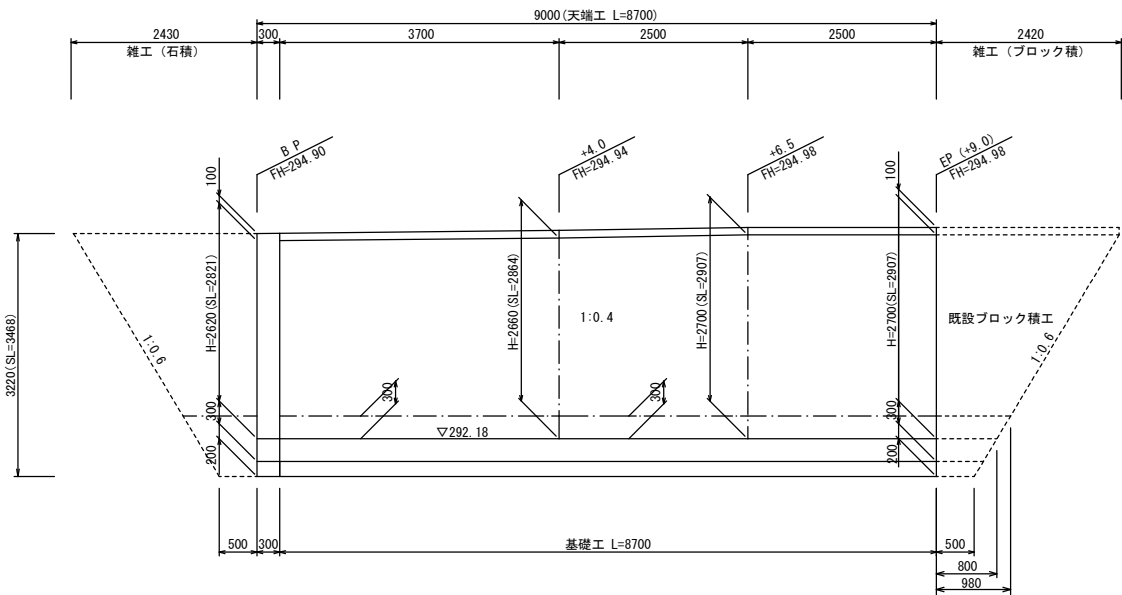 9000(天端工 L=8700)
2430
300
3700
2500
2500
2420
雑工（石積）
雑工（ブロック積）
B P
FH=294.90
+4.0
FH=294.94
+6.5
FH=294.98
EP (+9.0)
FH=294.98
100
100
3220(SL=3468)
H=2620(SL=2821)
H=2660(SL=2864)
H=2700(SL=2907)
H=2700(SL=2907)
1:0.6
1:0.4
既設ブロック積工
1:0.6
300
300
300
300
▽292.18
200
200
500
300
基礎工 L=8700
500
800
980